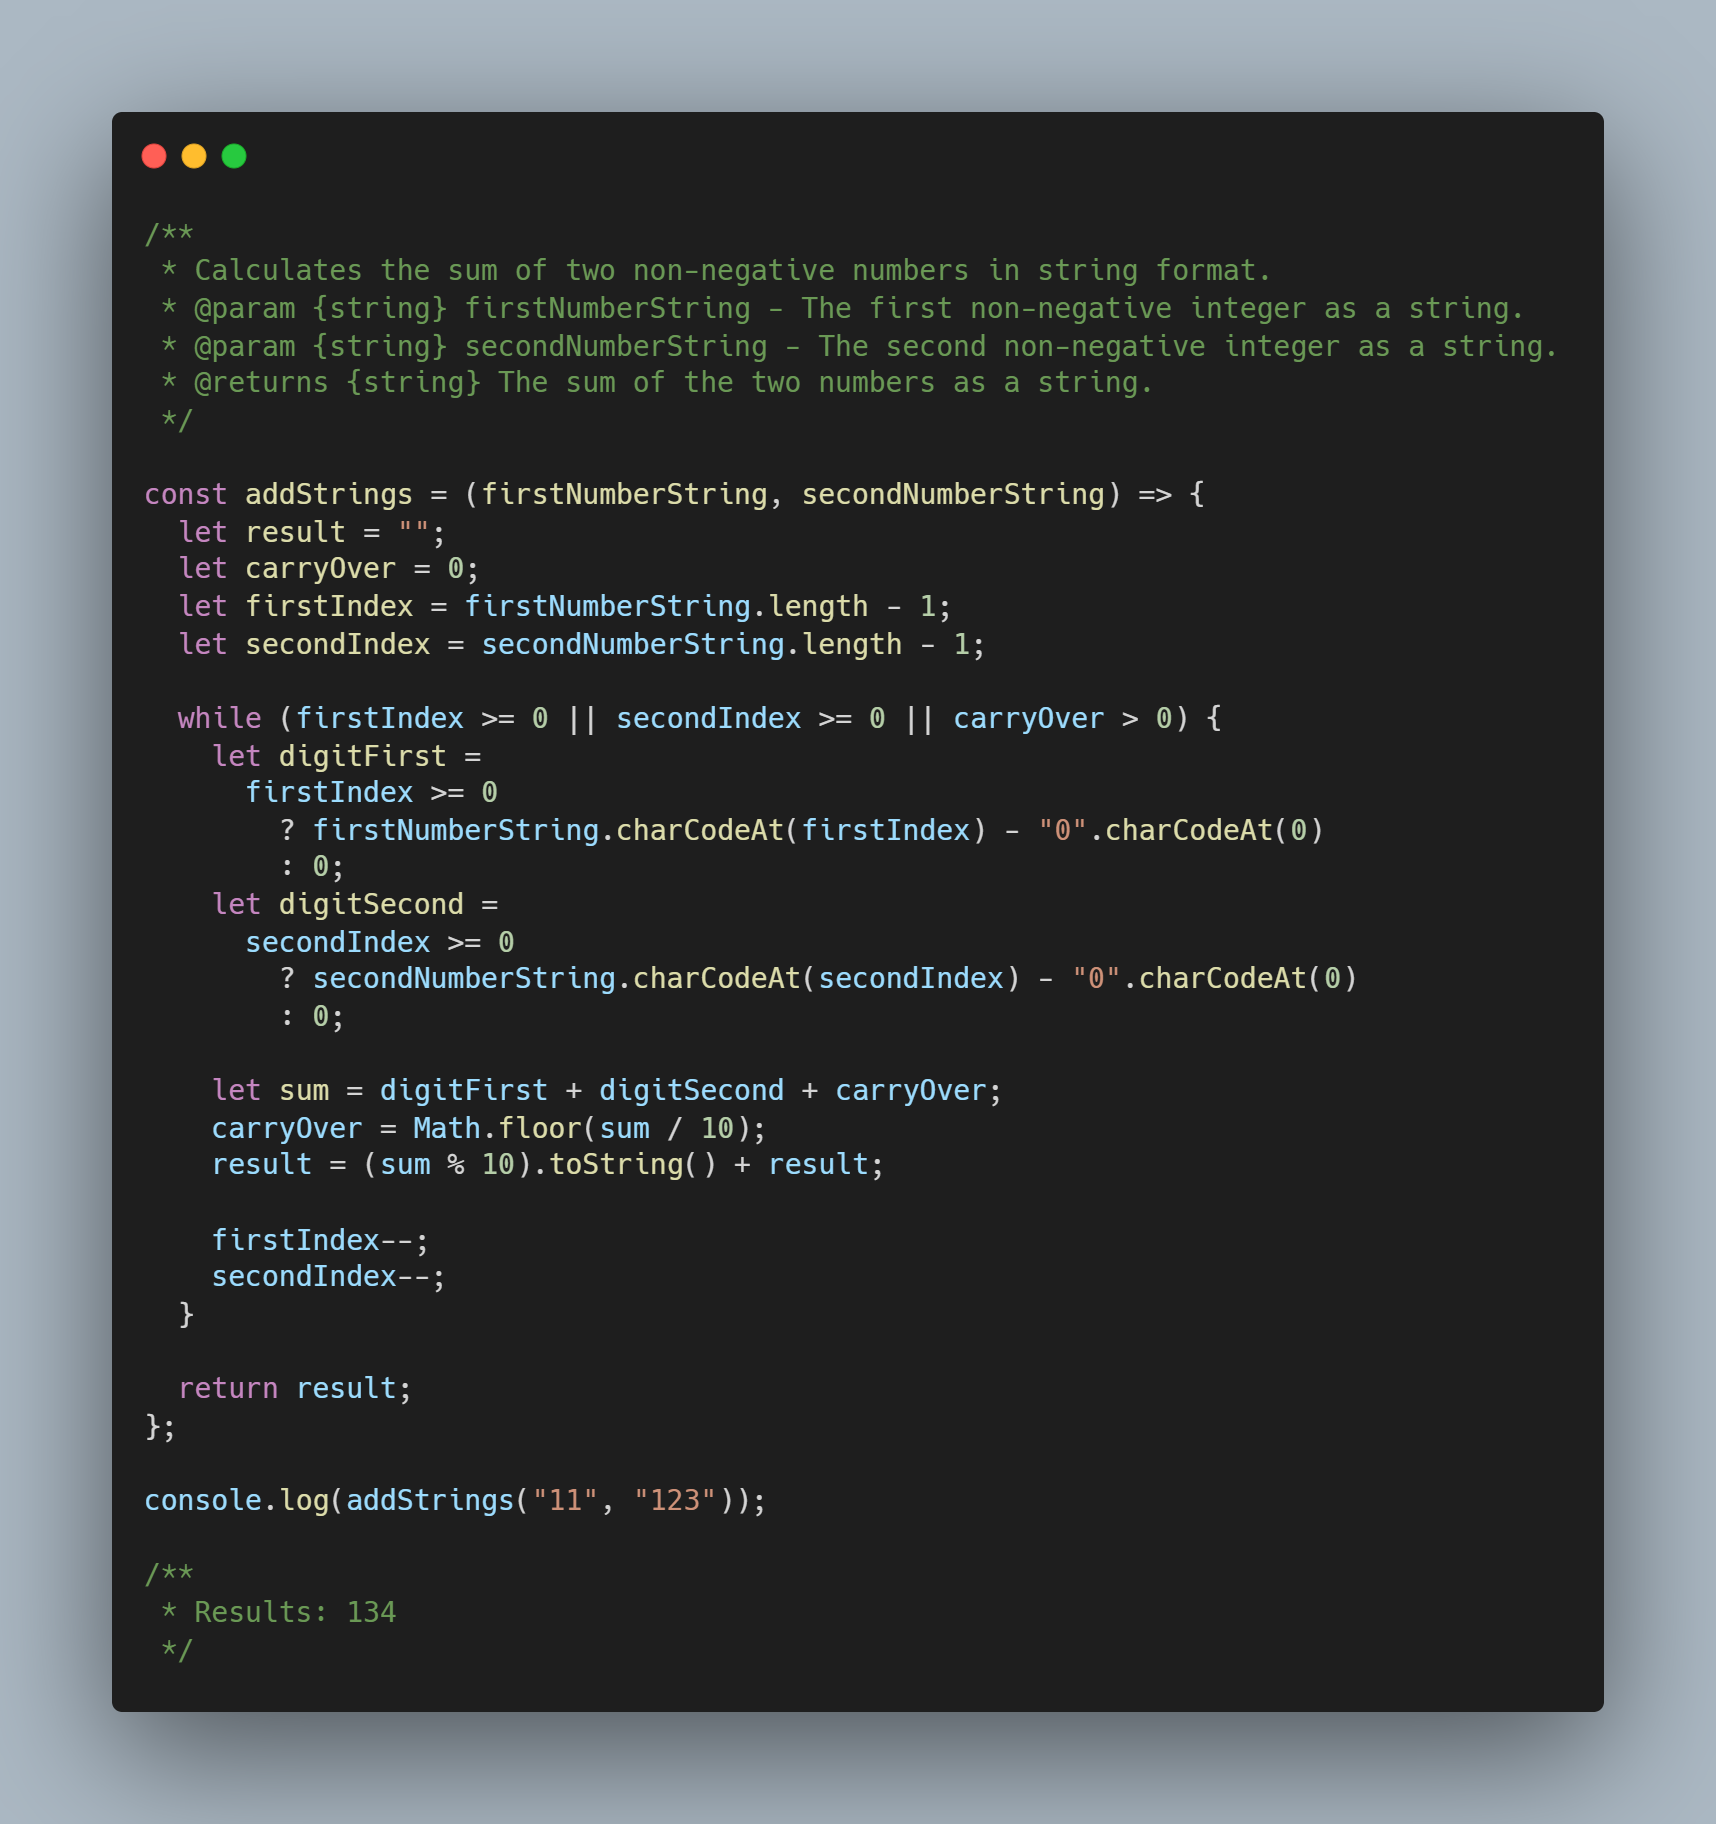 /**
 * Calculates the sum of two non-negative numbers in string format.
 * @param {string} firstNumberString - The first non-negative integer as a string.
 * @param {string} secondNumberString - The second non-negative integer as a string.
 * @returns {string} The sum of the two numbers as a string.
 */

const addStrings = (firstNumberString, secondNumberString) => {
  let result = "";
  let carryOver = 0;
  let firstIndex = firstNumberString.length - 1;
  let secondIndex = secondNumberString.length - 1;

  while (firstIndex >= 0 || secondIndex >= 0 || carryOver > 0) {
    let digitFirst =
      firstIndex >= 0
        ? firstNumberString.charCodeAt(firstIndex) - "0".charCodeAt(0)
        : 0;
    let digitSecond =
      secondIndex >= 0
        ? secondNumberString.charCodeAt(secondIndex) - "0".charCodeAt(0)
        : 0;

    let sum = digitFirst + digitSecond + carryOver;
    carryOver = Math.floor(sum / 10);
    result = (sum % 10).toString() + result;

    firstIndex--;
    secondIndex--;
  }

  return result;
};

console.log(addStrings("11", "123"));

/**
 * Results: 134
 */